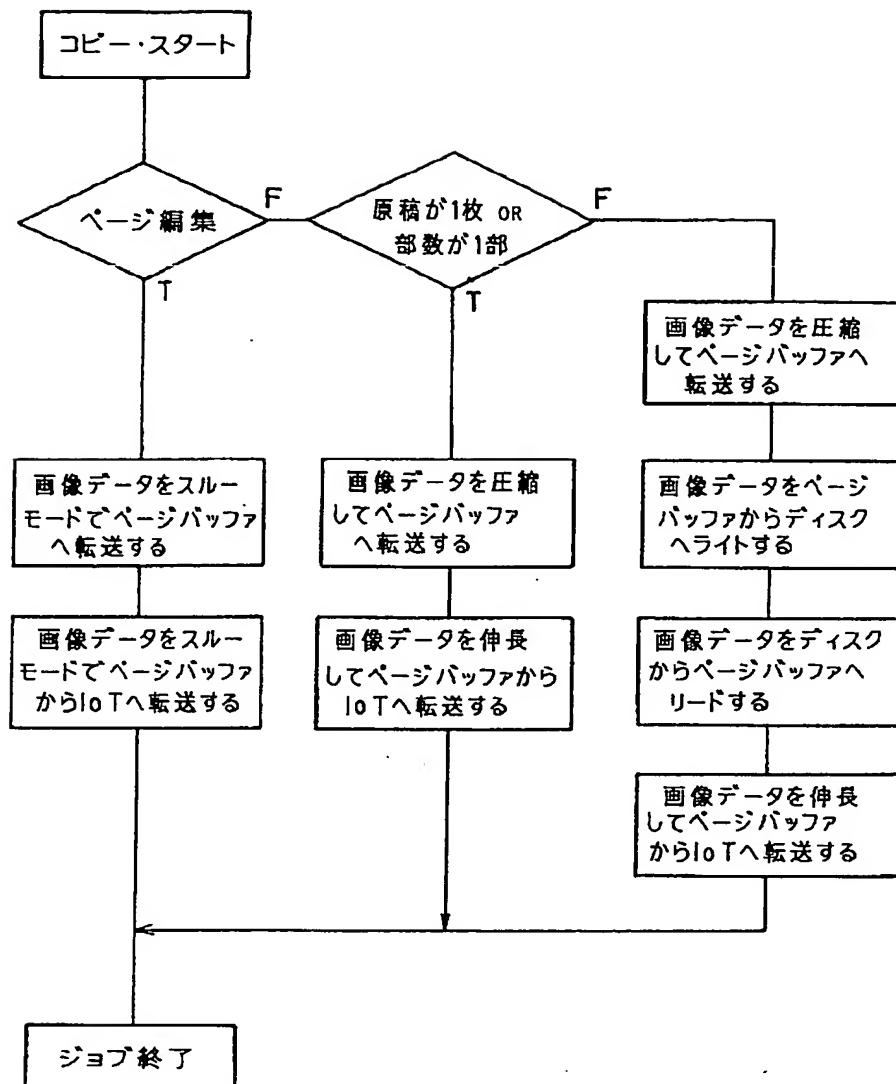 コピー・スタート
ページ編集
F
T
原稿が1枚 OR
部数が1部
F
T
画像データをスルー
モードでページバッファ
へ転送する
画像データをスルー
モードでページバッファ
からIoTへ転送する
画像データを圧縮
してページバッファ
へ転送する
画像データを伸長
してページバッファから
IoTへ転送する
画像データを圧縮
してページバッファへ
転送する
画像データをページ
バッファからディスク
へライトする
画像データをディスク
からページバッファへ
リードする
画像データを伸長
してページバッファ
からIoTへ転送する
ジョブ終了